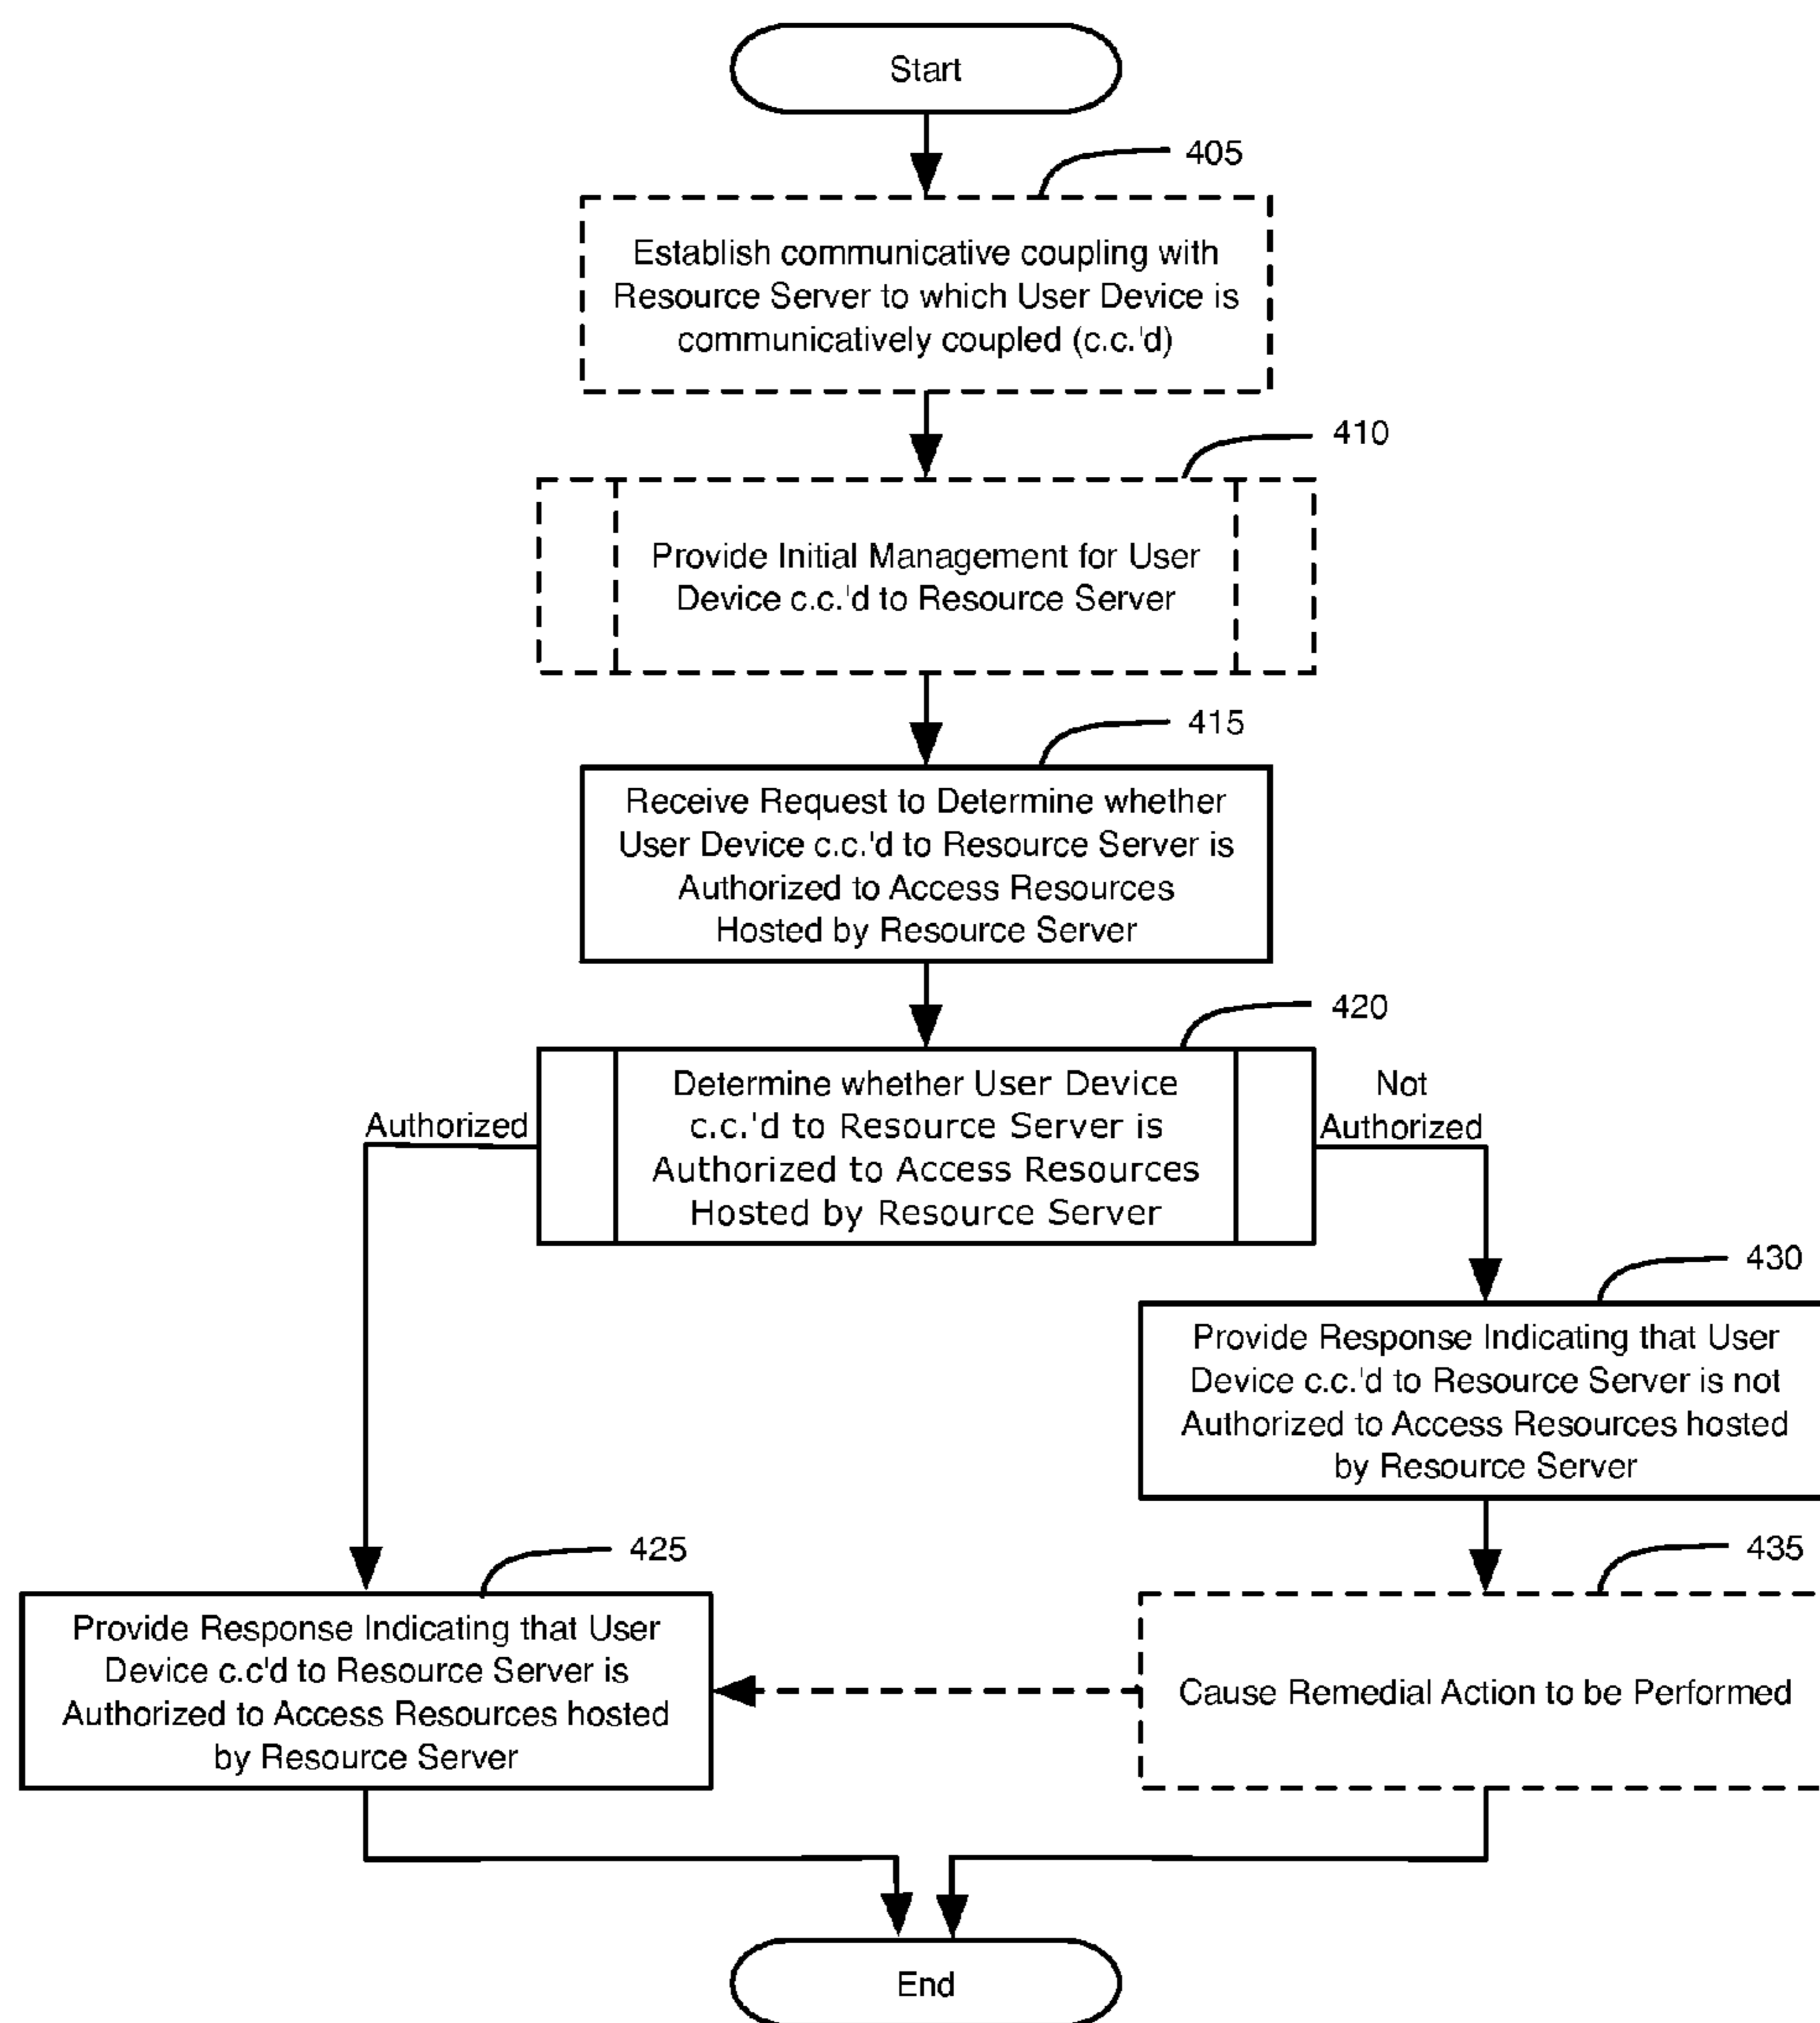 Start
405
Establish communicative coupling with
Resource Server to which User Device is
communicatively coupled (c.c.'d)
410
Provide Initial Management for User
Device c.c.'d to Resource Server
415
Receive Request to Determine whether
User Device c.c.'d to Resource Server is
Authorized to Access Resources
Hosted by Resource Server
420
Determine whether User Device
c.c.'d to Resource Server is
Authorized to Access Resources
Hosted by Resource Server
Authorized
Not
Authorized
430
Provide Response Indicating that User
Device c.c.'d to Resource Server is not
Authorized to Access Resources hosted
by Resource Server
425
Provide Response Indicating that User
Device c.c'd to Resource Server is
Authorized to Access Resources hosted
by Resource Server
435
Cause Remedial Action to be Performed
End